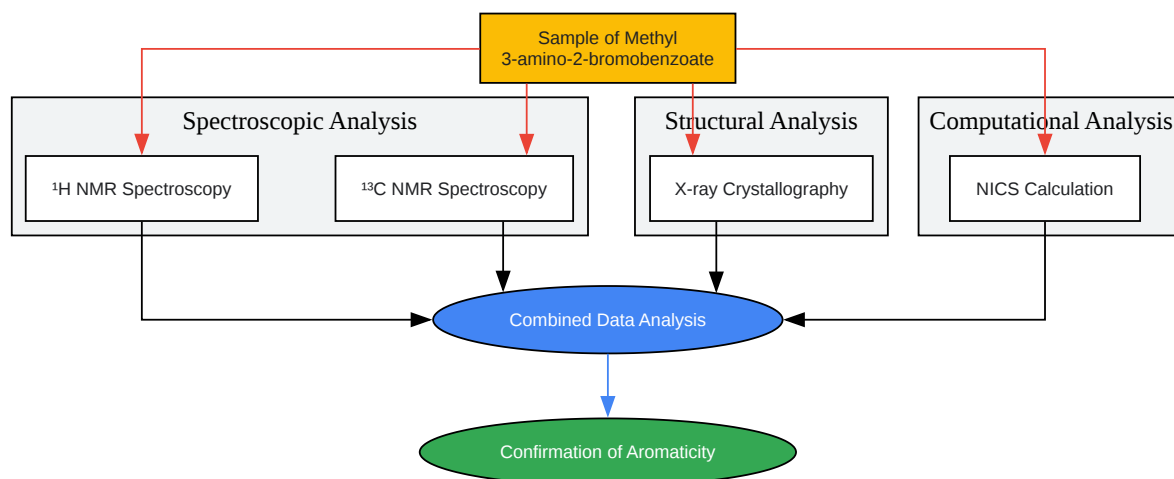 Sample of Methyl
3-amino-2-bromobenzoate
Spectroscopic Analysis
Structural Analysis
Computational Analysis
¹H NMR Spectroscopy
¹³C NMR Spectroscopy
X-ray Crystallography
NICS Calculation
Combined Data Analysis
Confirmation of Aromaticity